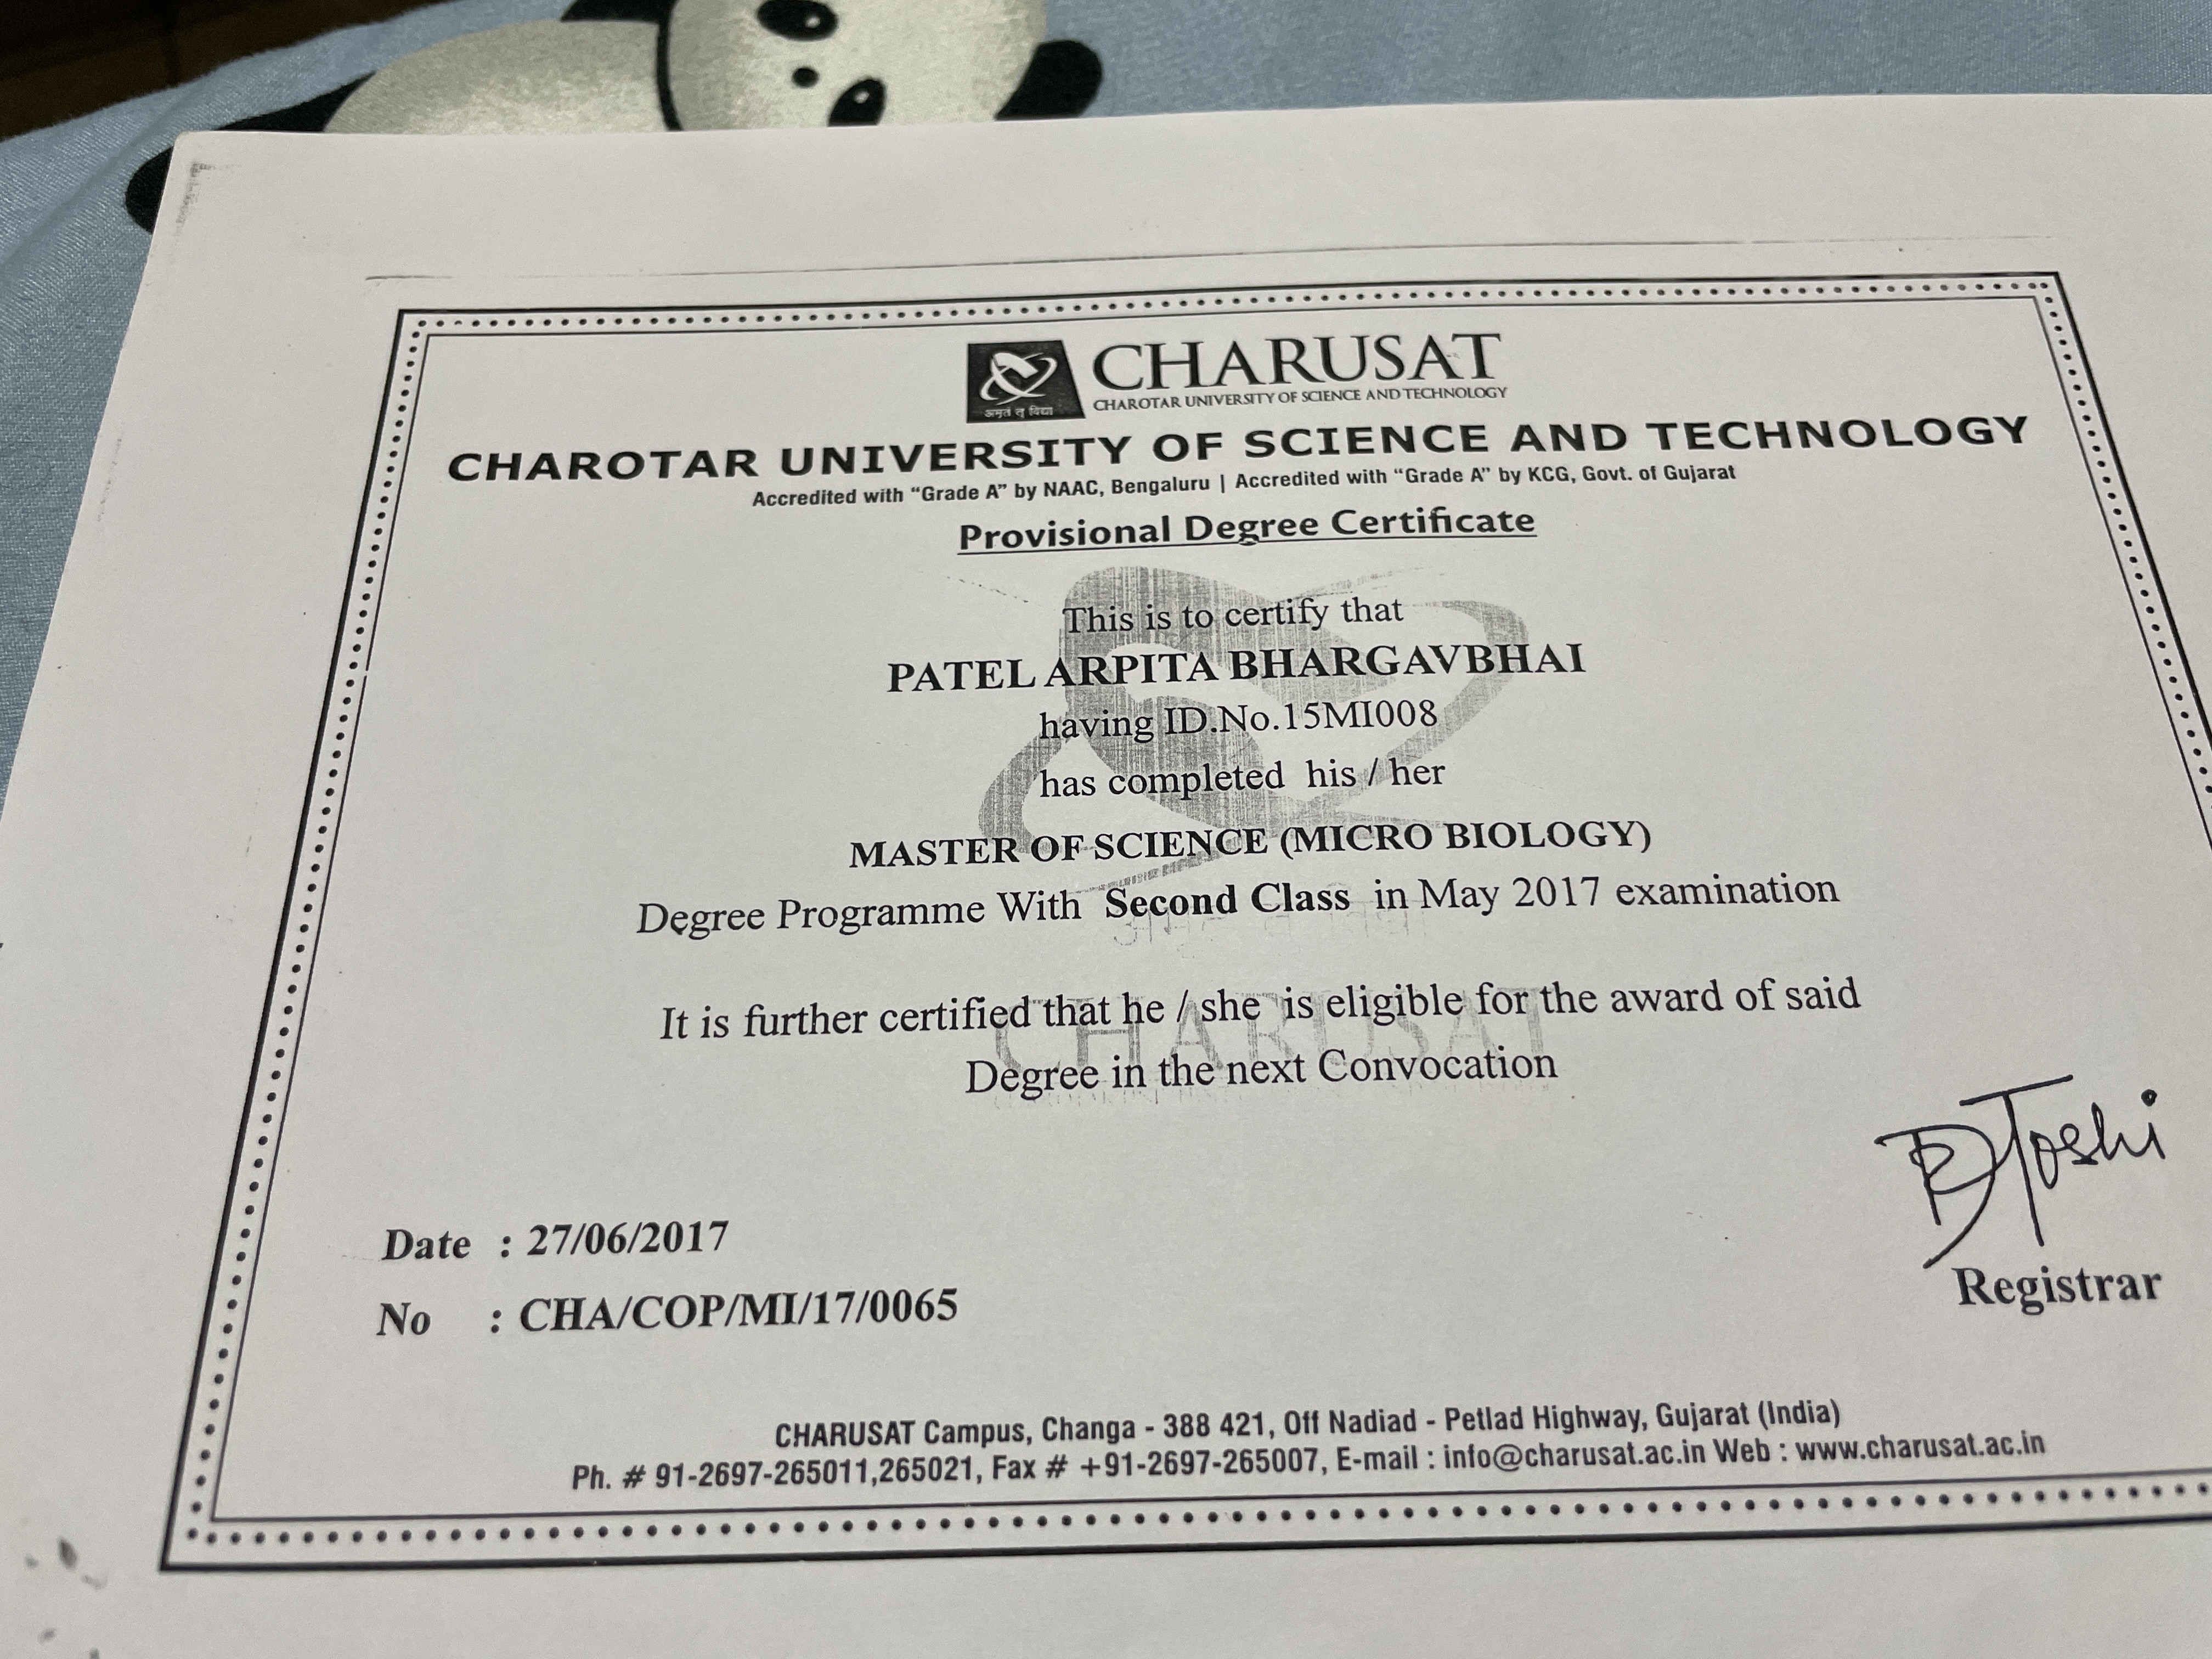 अमृतं तु विद्या
CHARUSAT
CHAROTAR UNIVERSITY OF SCIENCE AND TECHNOLOGY
CHAROTAR UNIVERSITY OF SCIENCE AND TECHNOLOGY
Accredited with “Grade A” by NAAC, Bengaluru | Accredited with “Grade A” by KCG, Govt. of Gujarat
Provisional Degree Certificate
This is to certify that
PATEL ARPITA BHARGAVBHAI
having ID.No.15MI008
has completed his / her
MASTER OF SCIENCE (MICRO BIOLOGY)
Degree Programme With Second Class in May 2017 examination
It is further certified that he / she is eligible for the award of said
CHARUSAT
Degree in the next Convocation
Joshi
Date : 27/06/2017
Registrar
No : CHA/COP/MI/17/0065
CHARUSAT Campus, Changa - 388 421, Off Nadiad - Petlad Highway, Gujarat (India)
Ph. # 91-2697-265011,265021, Fax # +91-2697-265007, E-mail : info@charusat.ac.in Web : www.charusat.ac.in